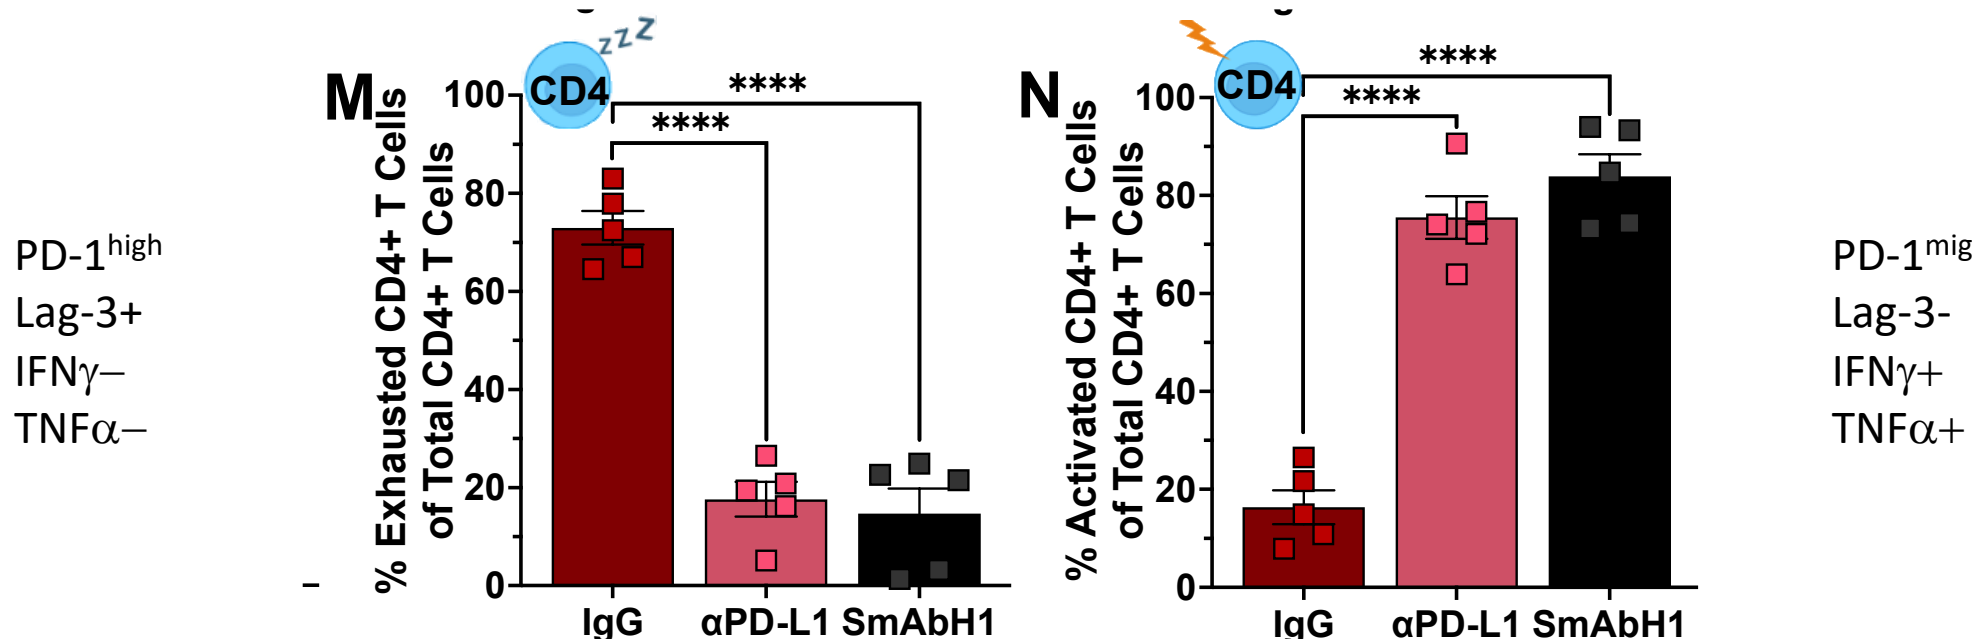 PD-1high
Lag-3+
IFNγ–
TNFα–
M
CD4
zzz
% Exhausted CD4+ T Cells
of Total CD4+ T Cells
100
80
60
40
20
0
****
****
IgG
αPD-L1
SmAbH1
N
CD4
% Activated CD4+ T Cells
of Total CD4+ T Cells
100
80
60
40
20
0
****
****
IgG
αPD-L1
SmAbH1
PD-1mig
Lag-3-
IFNγ+
TNFα+